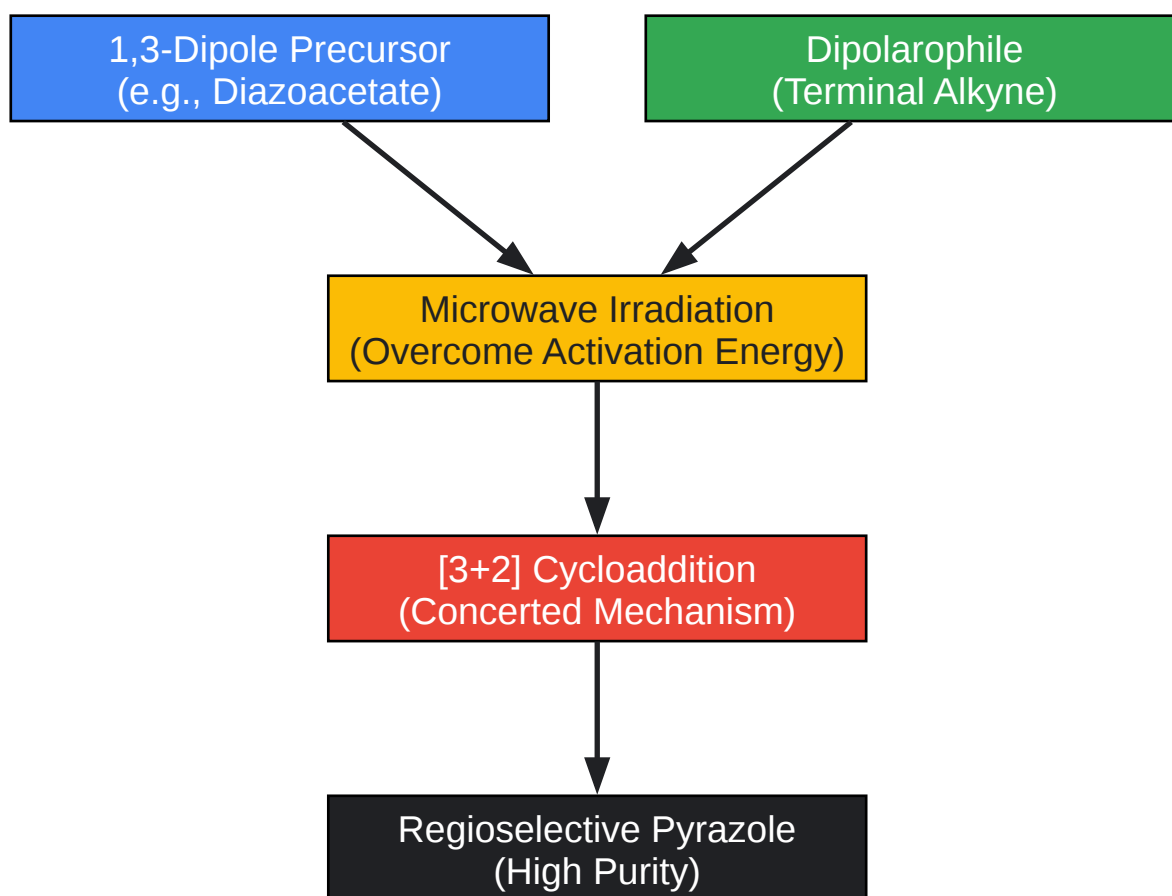 1,3-Dipole Precursor
(e.g., Diazoacetate)
Dipolarophile
(Terminal Alkyne)
Microwave Irradiation
(Overcome Activation Energy)
[3+2] Cycloaddition
(Concerted Mechanism)
Regioselective Pyrazole
(High Purity)